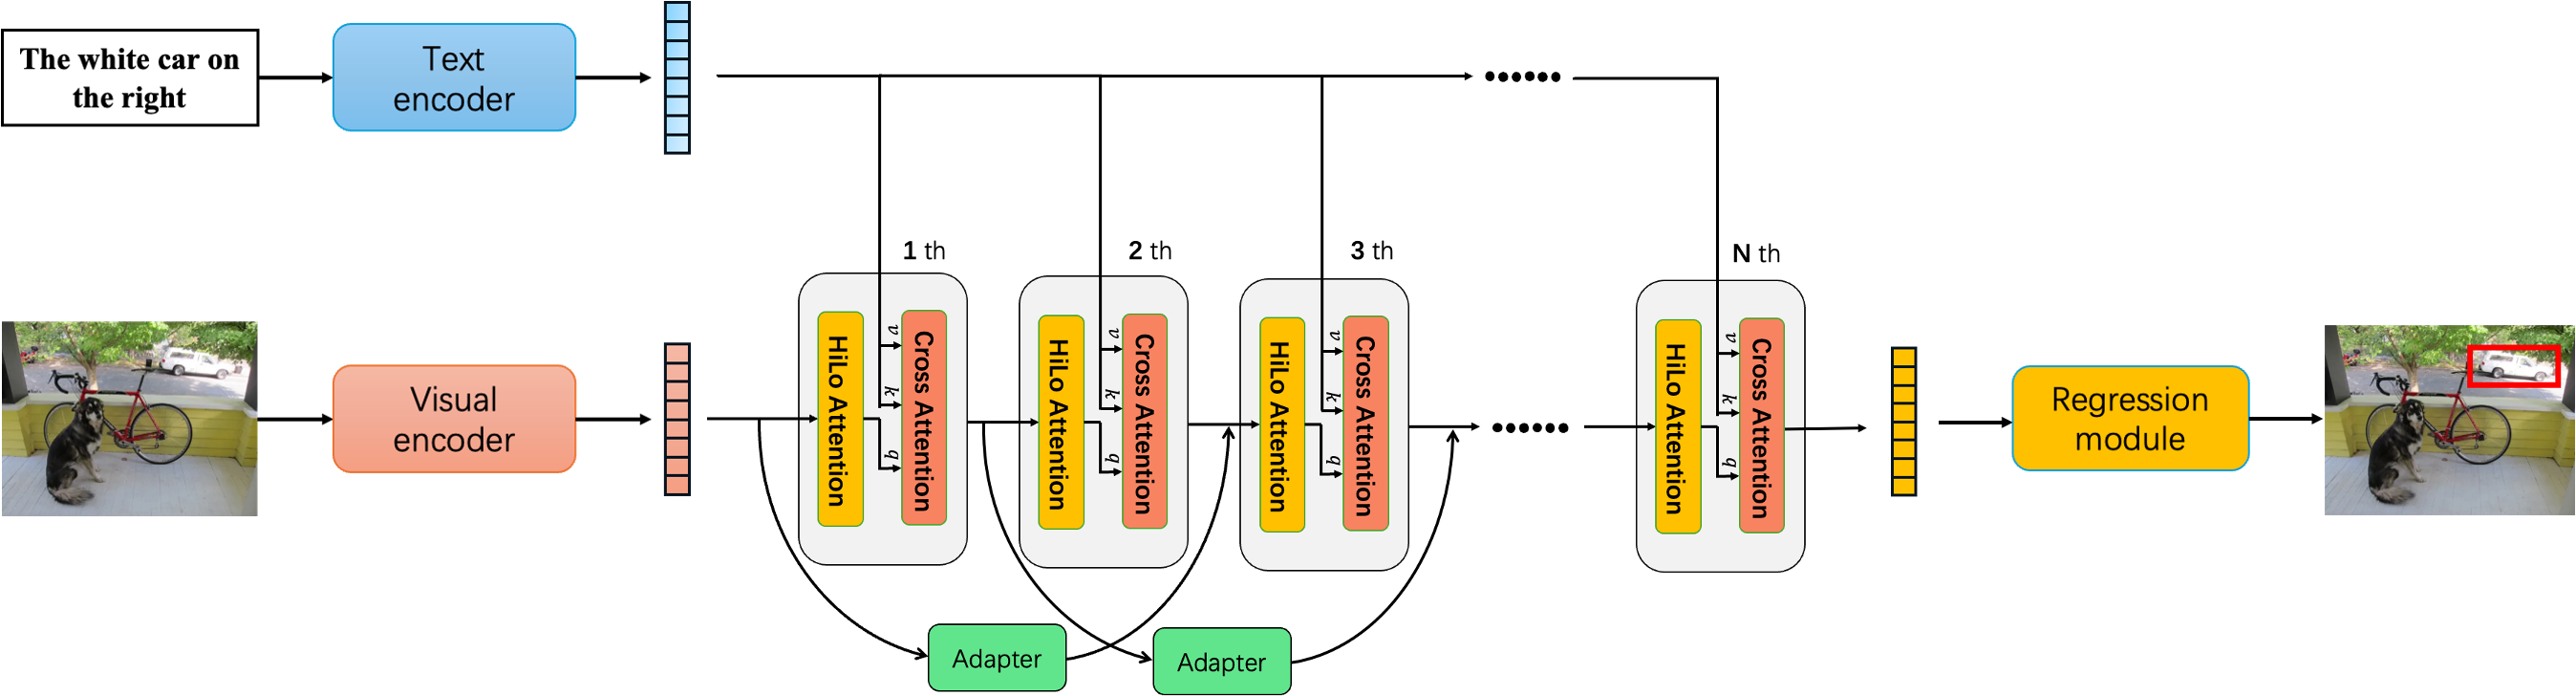 The white car on
the right
Text
encoder
......
1 th
2 th
3 th
N th
Visual
encoder
HiLo Attention
v
k
q
Cross Attention
HiLo Attention
v
k
q
Cross Attention
HiLo Attention
v
k
q
Cross Attention
......
HiLo Attention
v
k
q
Cross Attention
Regression
module
Adapter
Adapter